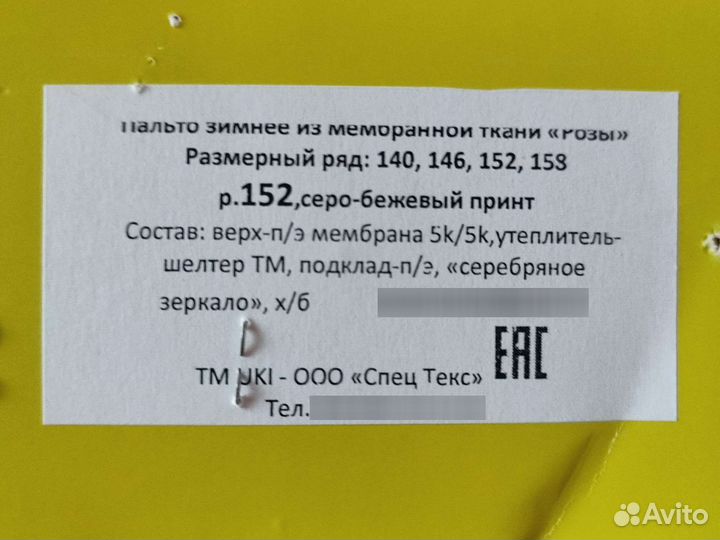 Пальто зимнее из мембранной ткани «Розы»
Размерный ряд: 140, 146, 152, 158
р.152,серо-бежевый принт
Состав: верх-п/э мембрана 5k/5k,утеплитель-
шелтер ТМ, подклад-п/э, «серебряное
зеркало», х/б
ЕАС
ТМ UKI - ООО «Спец Текс»
Тел.
Avito